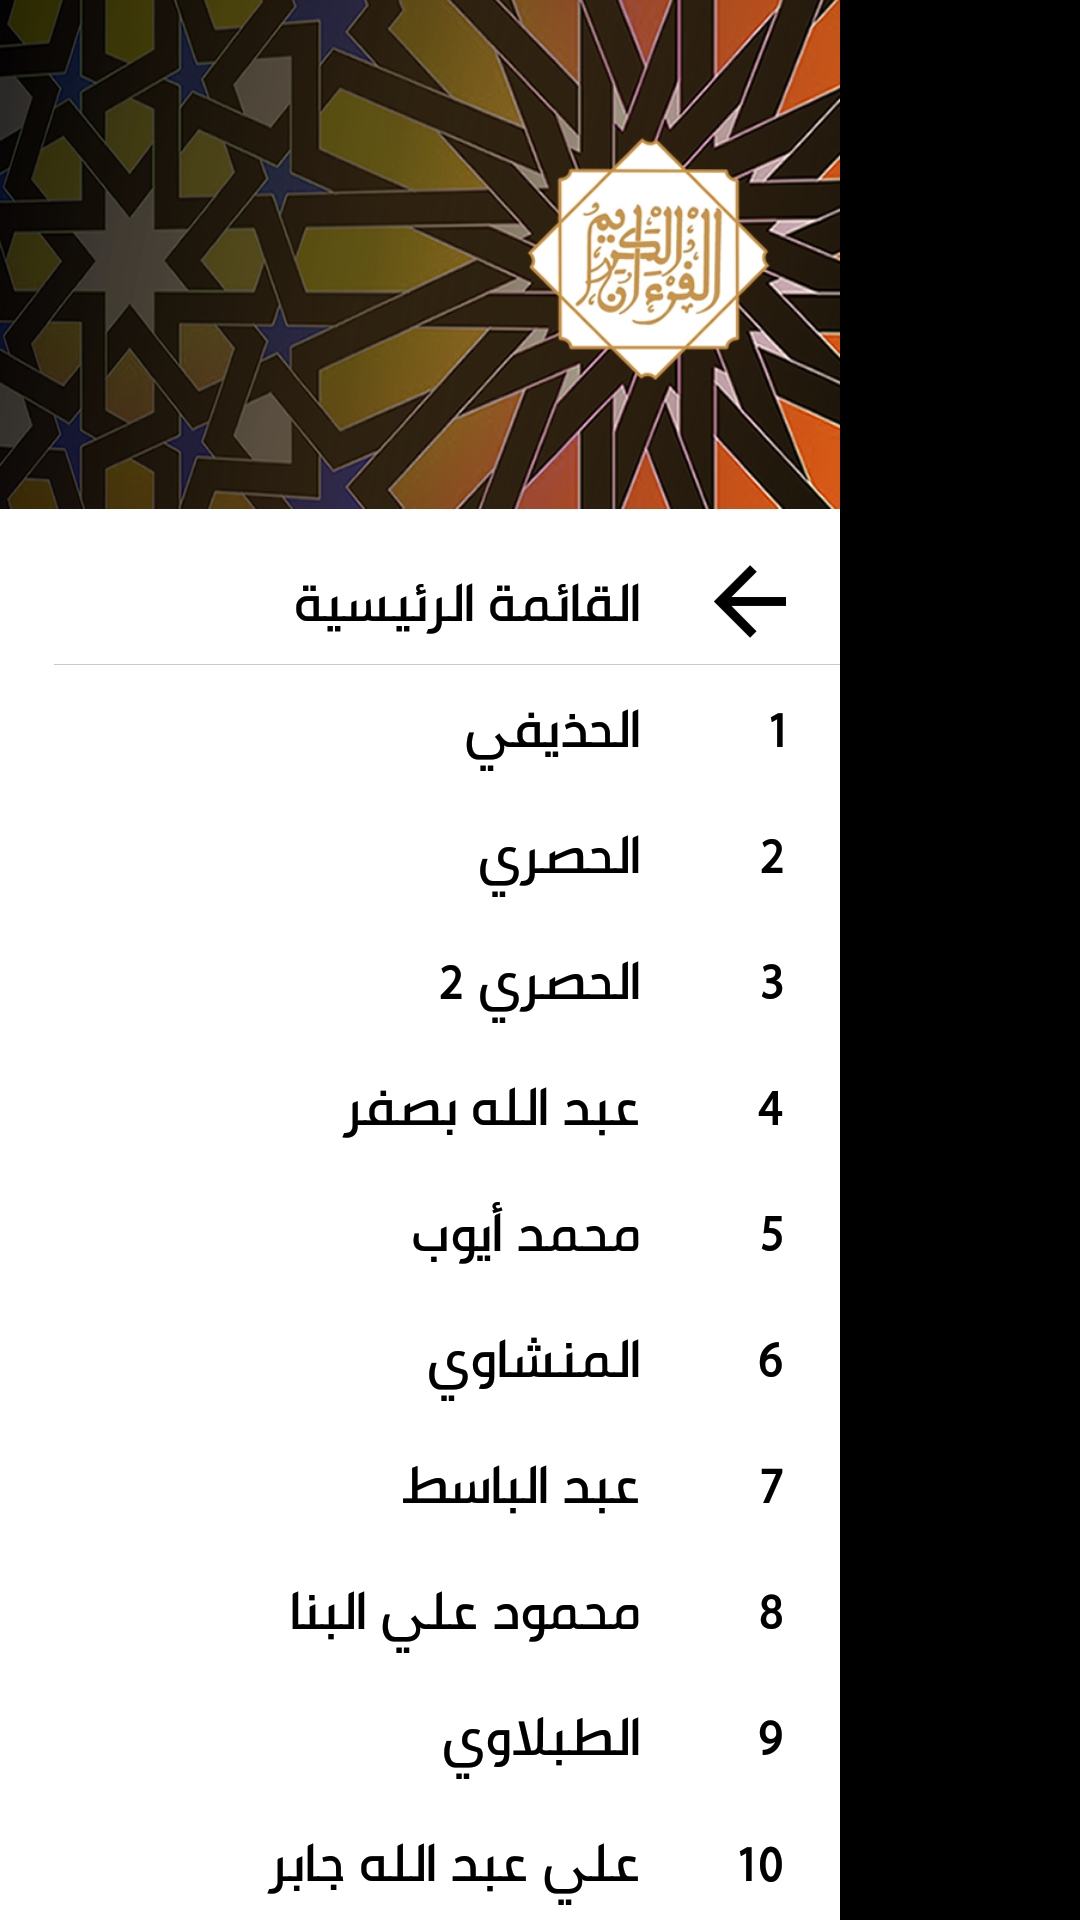 القرءان الكريم
القائمة الرئيسية
1 الحذيفي
2 الحصري
3 الحصري 2
4 عبد الله بصفر
5 محمد أيوب
6 المنشاوي
7 عبد الباسط
8 محمود علي البنا
9 الطبلاوي
10 علي عبد الله جابر